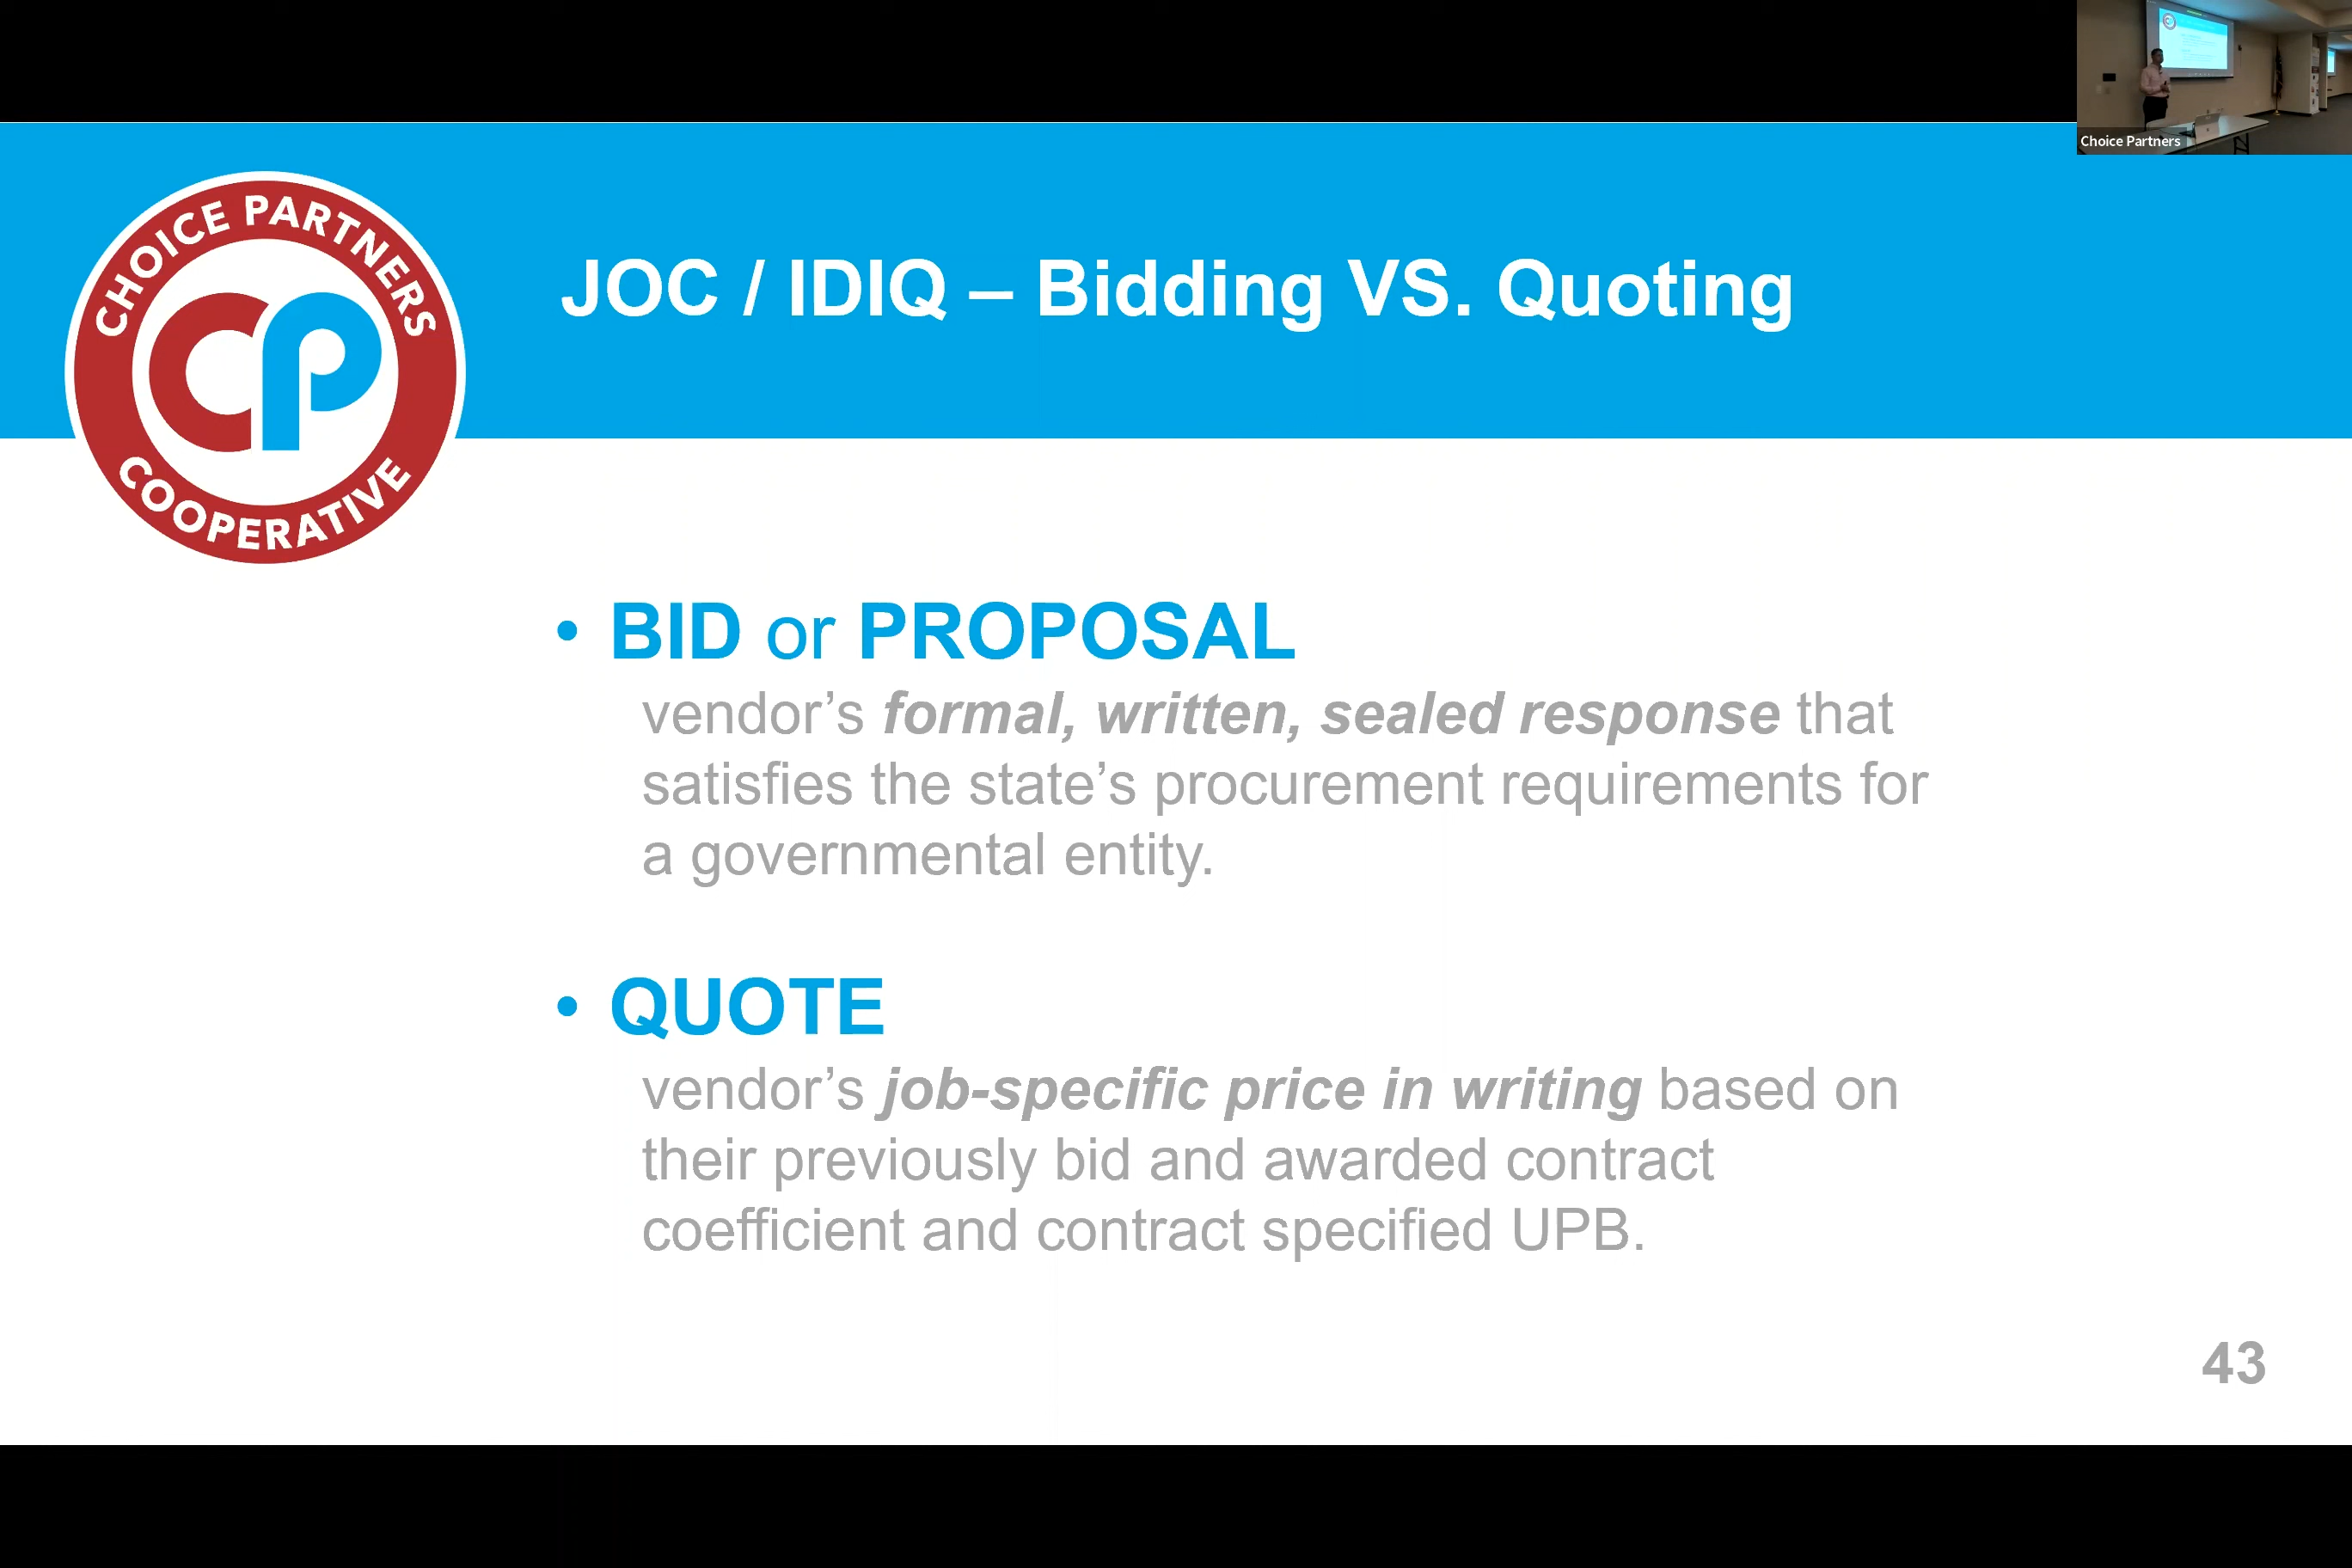 Choice Partners
CHOICE PARTNERS
CP
COOPERATIVE
JOC / IDIQ – Bidding VS. Quoting
• BID or PROPOSAL
vendor’s formal, written, sealed response that
satisfies the state’s procurement requirements for
a governmental entity.
• QUOTE
vendor’s job-specific price in writing based on
their previously bid and awarded contract
coefficient and contract specified UPB.
43